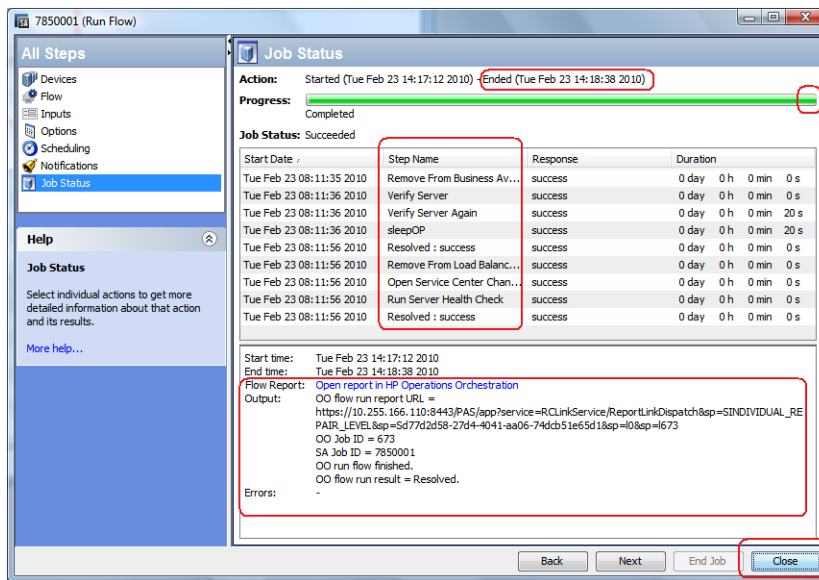 7850001 (Run Flow)
All Steps
Devices
Flow
Inputs
Options
Scheduling
Notifications
Job Status
Help
Job Status
Select individual actions to get more
detailed information about that action
and its results.
More help...
Job Status
Action: Started (Tue Feb 23 14:17:12 2010) - Ended (Tue Feb 23 14:18:38 2010)
Progress:
Completed
Job Status: Succeeded
Start Date Step Name Response Duration
Tue Feb 23 08:11:35 2010 Remove From Business Av... success 0 day 0 h 0 min 0 s
Tue Feb 23 08:11:36 2010 Verify Server success 0 day 0 h 0 min 0 s
Tue Feb 23 08:11:36 2010 Verify Server Again success 0 day 0 h 0 min 20 s
Tue Feb 23 08:11:36 2010 sleepOP success 0 day 0 h 0 min 20 s
Tue Feb 23 08:11:56 2010 Resolved : success success 0 day 0 h 0 min 0 s
Tue Feb 23 08:11:56 2010 Remove From Load Balanc... success 0 day 0 h 0 min 0 s
Tue Feb 23 08:11:56 2010 Open Service Center Chan... success 0 day 0 h 0 min 0 s
Tue Feb 23 08:11:56 2010 Run Server Health Check success 0 day 0 h 0 min 0 s
Tue Feb 23 08:11:56 2010 Resolved : success success 0 day 0 h 0 min 0 s
Start time: Tue Feb 23 14:17:12 2010
End time: Tue Feb 23 14:18:38 2010
Flow Report: Open report in HP Operations Orchestration
Output: OO flow run report URL =
https://10.255.166.110:8443/PAS/app?service=RCLinkService/ReportLinkDispatch&sp=SINDIVIDUAL_RE
PAIR_LEVEL&sp=Sd77d2d58-27d4-4041-aa06-74dcb51e65d1&sp=l0&sp=l673
OO Job ID = 673
SA Job ID = 7850001
OO run flow finished.
OO flow run result = Resolved.
Errors: -
Back Next End Job Close